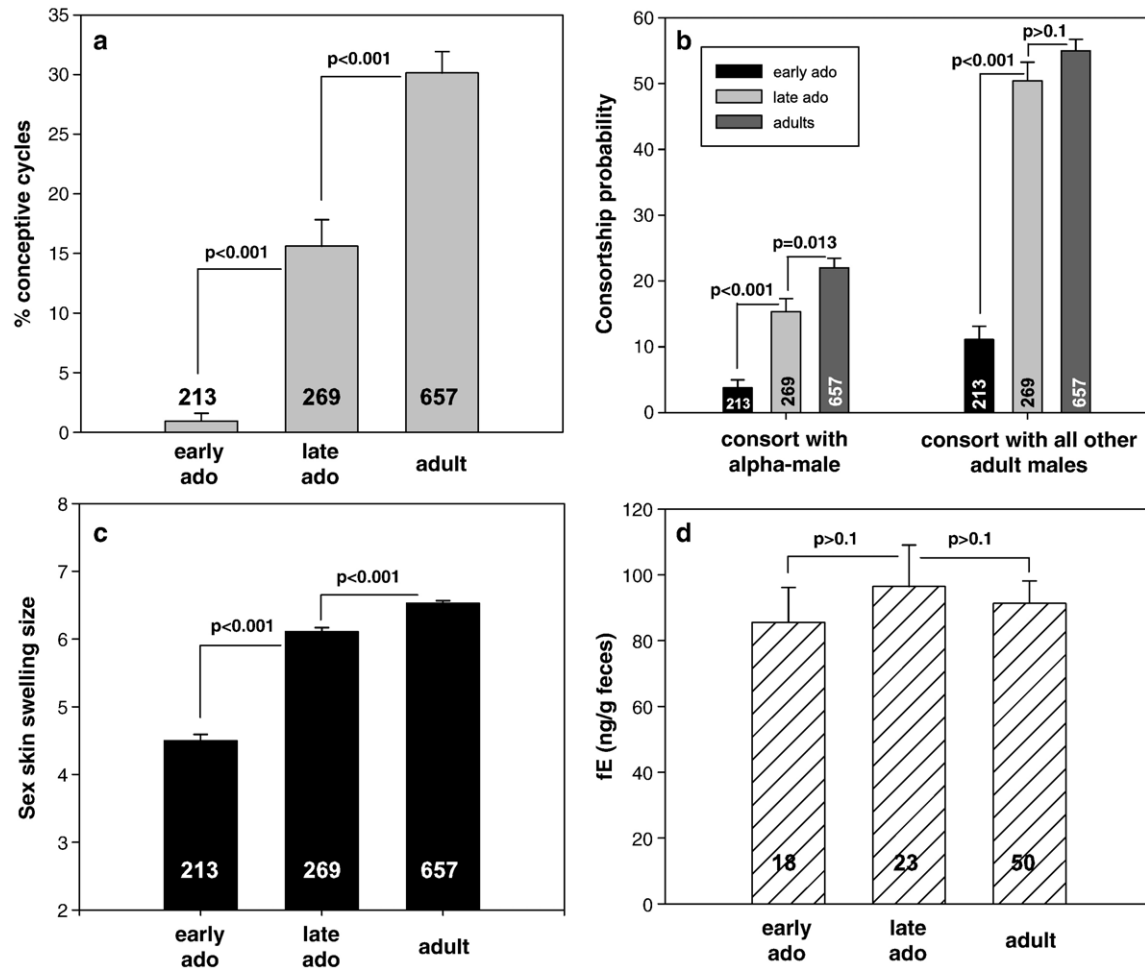 a
% conceptive cycles
35
30
25
20
15
10
5
0
p<0.001
p<0.001
213
269
657
early
ado
late
ado
adult
b
Consortship probability
60
50
40
30
20
10
0
early ado
late ado
adults
p>0.1
p<0.001
p=0.013
p<0.001
213
269
657
213
269
657
consort with
alpha-male
consort with all other
adult males
c
Sex skin swelling size
8
7
6
5
4
3
2
p<0.001
p<0.001
213
269
657
early
ado
late
ado
adult
d
fE (ng/g feces)
120
100
80
60
40
20
0
p>0.1
p>0.1
18
23
50
early
ado
late
ado
adult